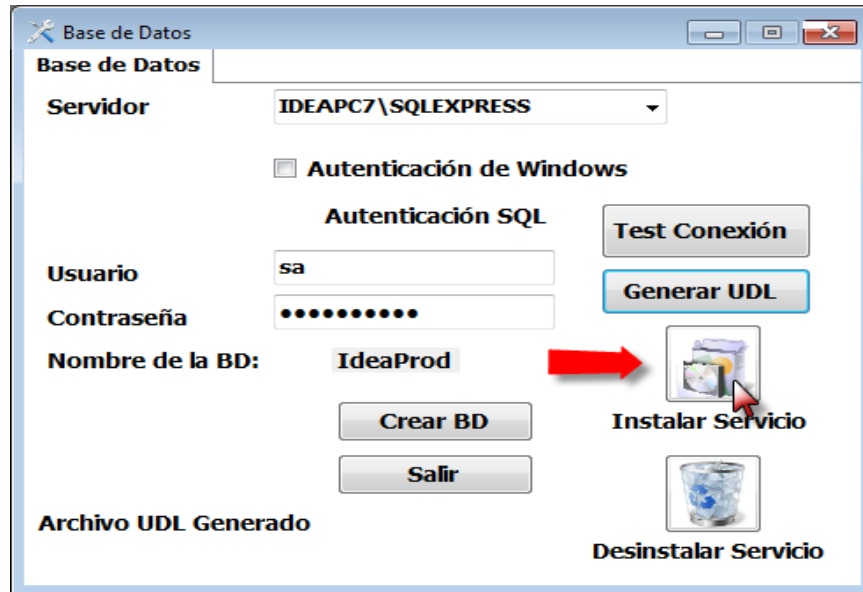 Base de Datos
Base de Datos
Servidor
IDEAPC7\SQLEXPRESS
Autenticación de Windows
Autenticación SQL
Test Conexión
Usuario
sa
Generar UDL
Contraseña
••••••••••
Nombre de la BD:
IdeaProd
Crear BD
Instalar Servicio
Salir
Archivo UDL Generado
Desinstalar Servicio